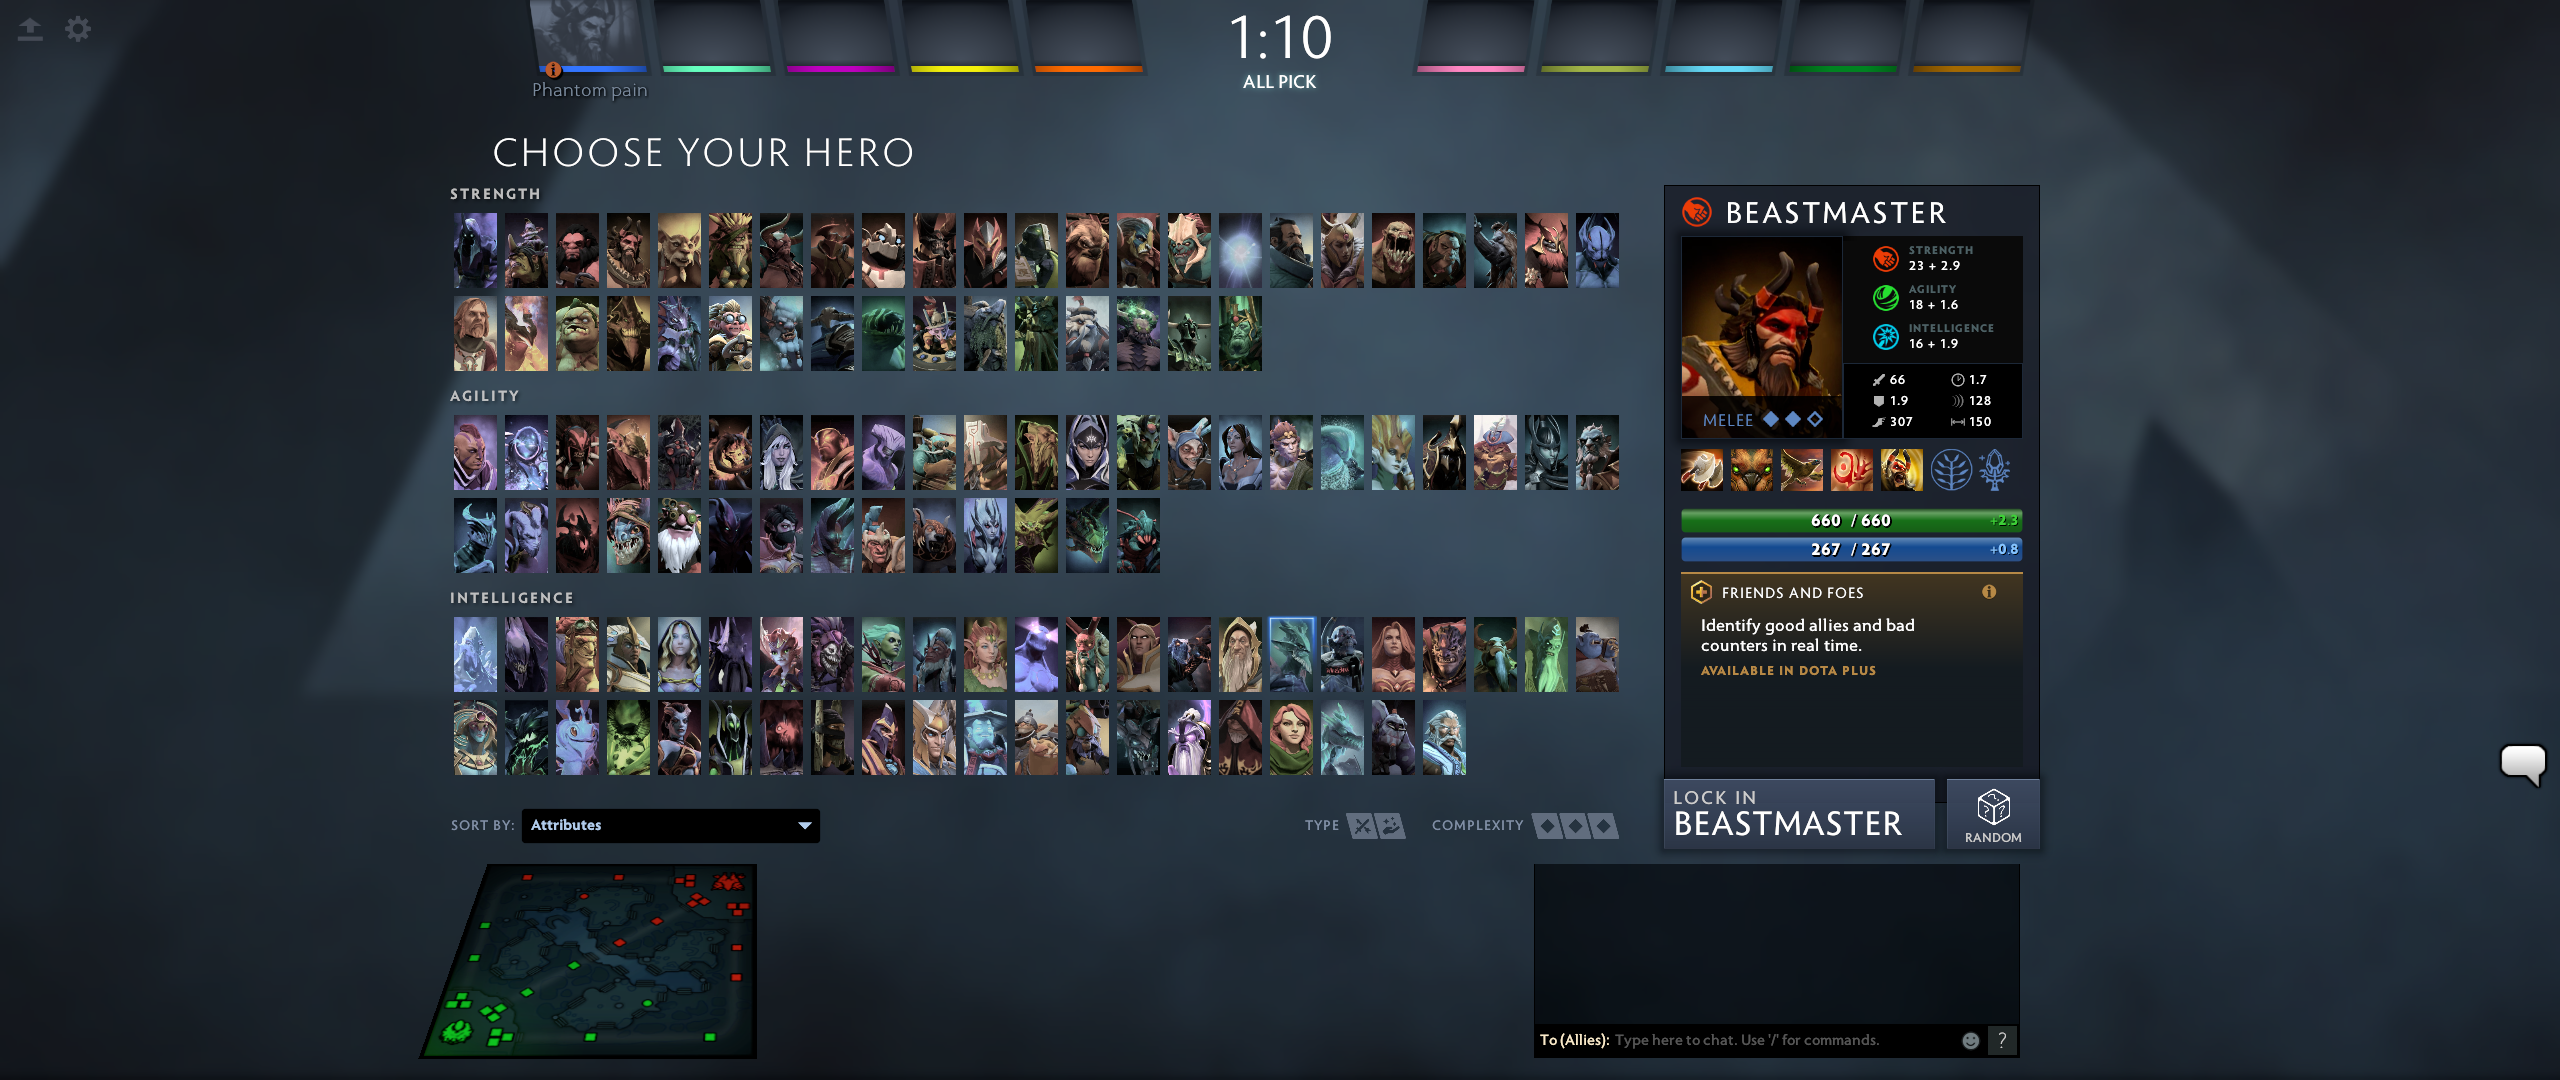 1:10
ALL PICK
Phantom pain
CHOOSE YOUR HERO
STRENGTH
AGILITY
INTELLIGENCE
BEASTMASTER
STRENGTH
23 + 2.9
AGILITY
18 + 1.6
INTELLIGENCE
16 + 1.9
66 1.7
1.9 128
307 150
MELEE
660 / 660 +2.3
267 / 267 +0.8
FRIENDS AND FOES
Identify good allies and bad
counters in real time.
AVAILABLE IN DOTA PLUS
LOCK IN
BEASTMASTER
RANDOM
SORT BY: Attributes
TYPE COMPLEXITY
To (Allies): Type here to chat. Use '/' for commands. ?